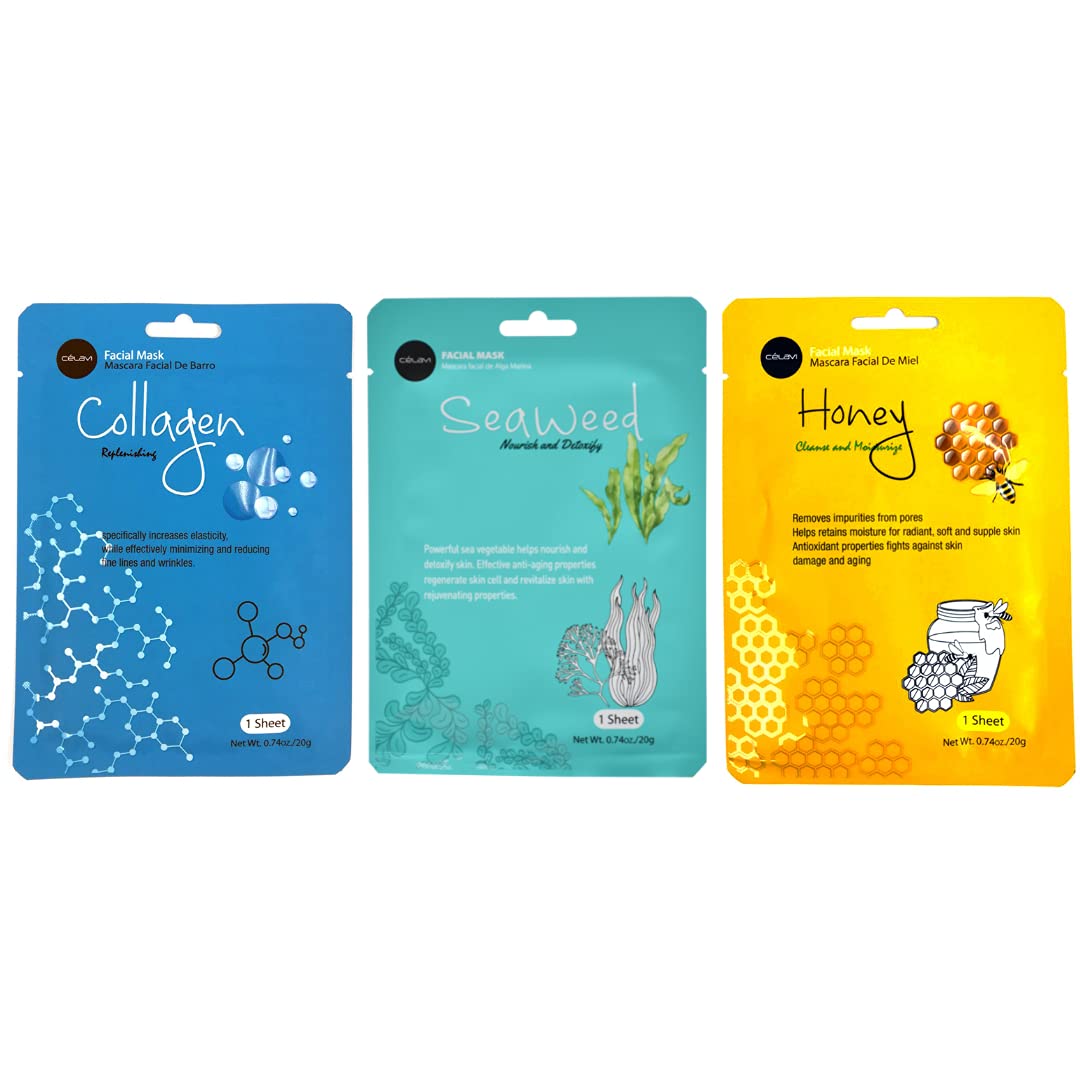 CÉLAVI
Facial Mask
Mascara Facial De Barro
Collagen
Replenishing
specifically increases elasticity,
while effectively minimizing and reducing
fine lines and wrinkles.
1 Sheet
Net Wt. 0.74oz./20g
CÉLAVI
FACIAL MASK
Mascara facial de Alga Marina
Seaweed
Nourish and Detoxify
Powerful sea vegetable helps nourish and
detoxify skin. Effective anti-aging properties
regenerate skin cell and revitalize skin with
rejuvenating properties.
1 Sheet
Net Wt. 0.74oz./20g
CÉLAVI
Facial Mask
Mascara Facial De Miel
Honey
Cleanse and Moisturize
Removes impurities from pores
Helps retains moisture for radiant, soft and supple skin
Antioxidant properties fights against skin
damage and aging
1 Sheet
Net Wt. 0.74oz./20g